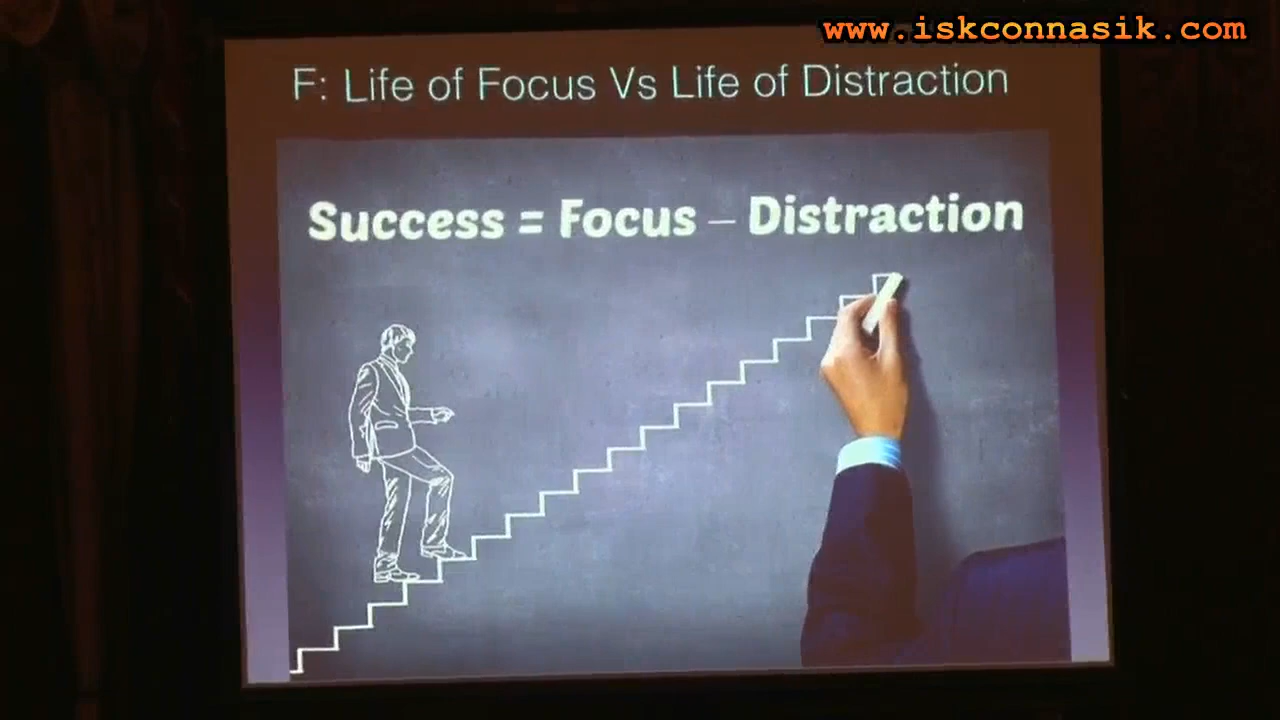 www.iskconnasik.com
F: Life of Focus Vs Life of Distraction
Success = Focus – Distraction